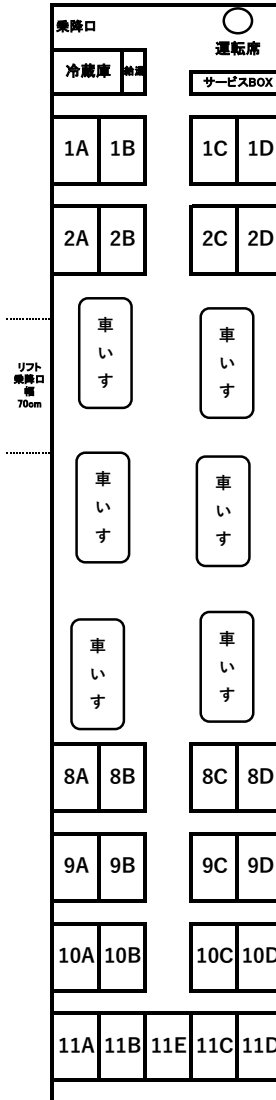 乗降口
運転席
冷蔵庫 給湯
サービスBOX
1A 1B 1C 1D
2A 2B 2C 2D
車いす 車いす
リフト
乗降口
幅
70cm
車いす 車いす
車いす 車いす
8A 8B 8C 8D
9A 9B 9C 9D
10A 10B 10C 10D
11A 11B 11E 11C 11D